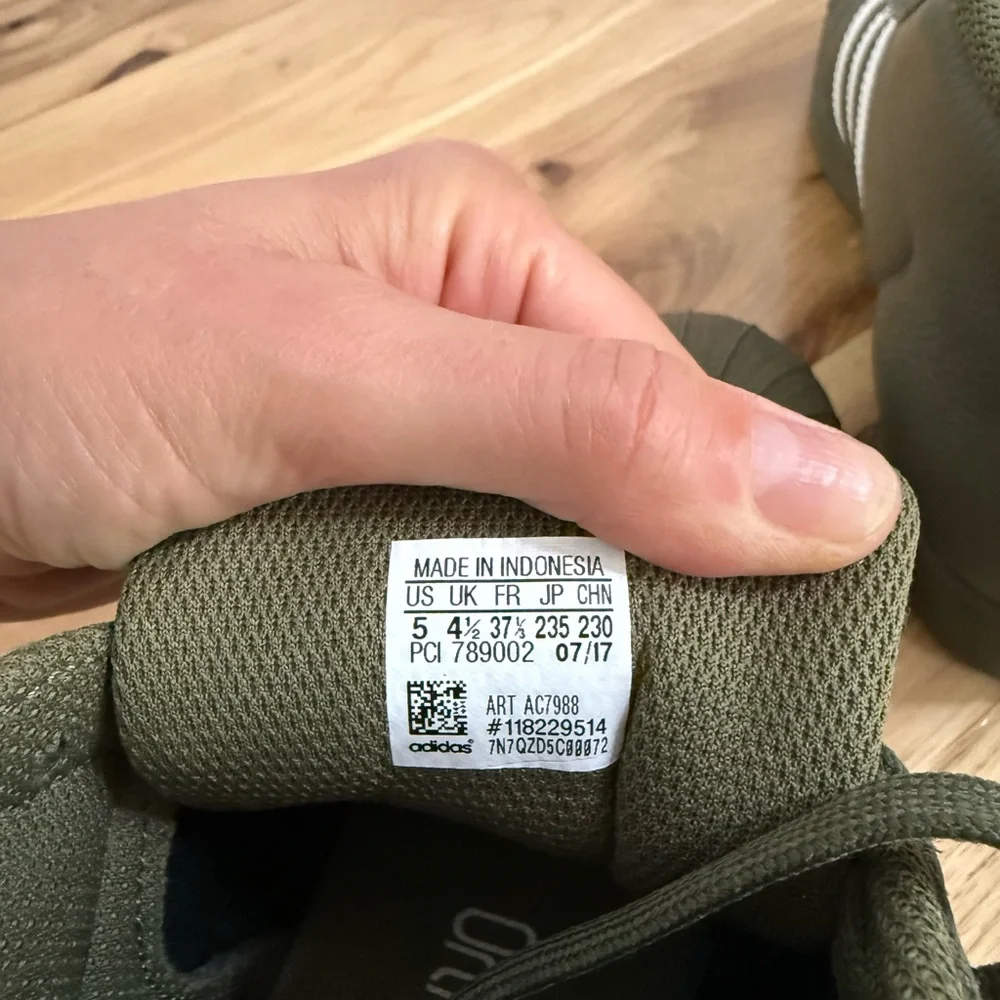 MADE IN INDONESIA
US UK FR JP CHN
5 4½ 37⅓ 235 230
PCI 789002 07/17
ART AC7988
#118229514
adidas® 7N7QZD5C00072